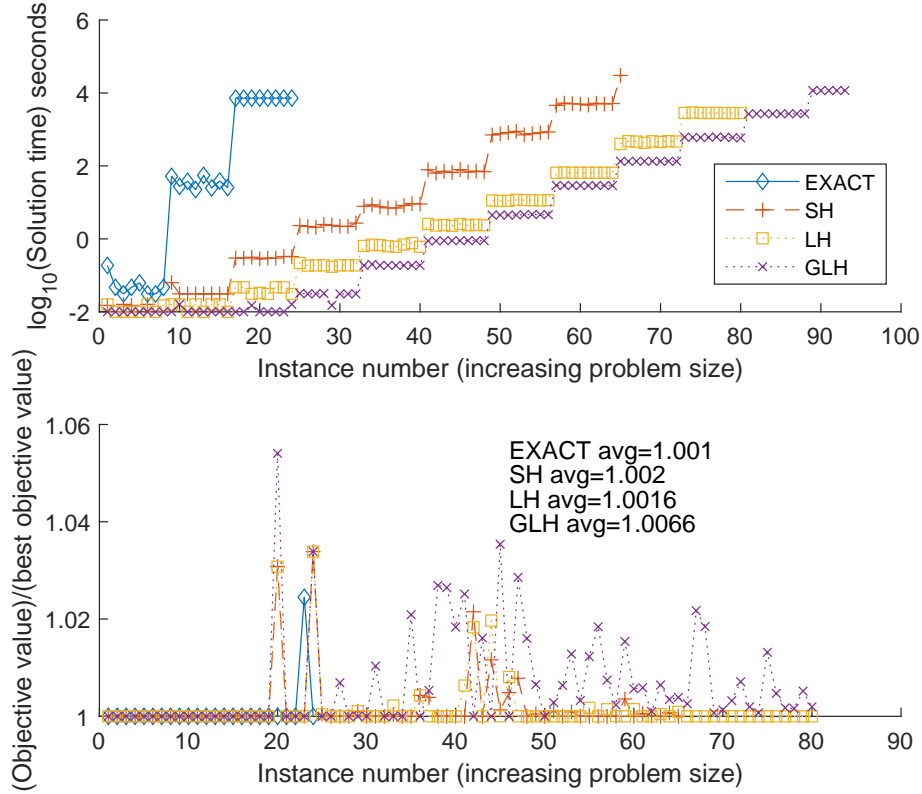 log10(Solution time) seconds
6
4
2
0
-2
0 10 20 30 40 50 60 70 80 90 100
Instance number (increasing problem size)
EXACT
SH
LH
GLH
(Objective value)/(best objective value)
1.06
1.04
1.02
1
0 10 20 30 40 50 60 70 80 90
Instance number (increasing problem size)
EXACT avg=1.001
SH avg=1.002
LH avg=1.0016
GLH avg=1.0066